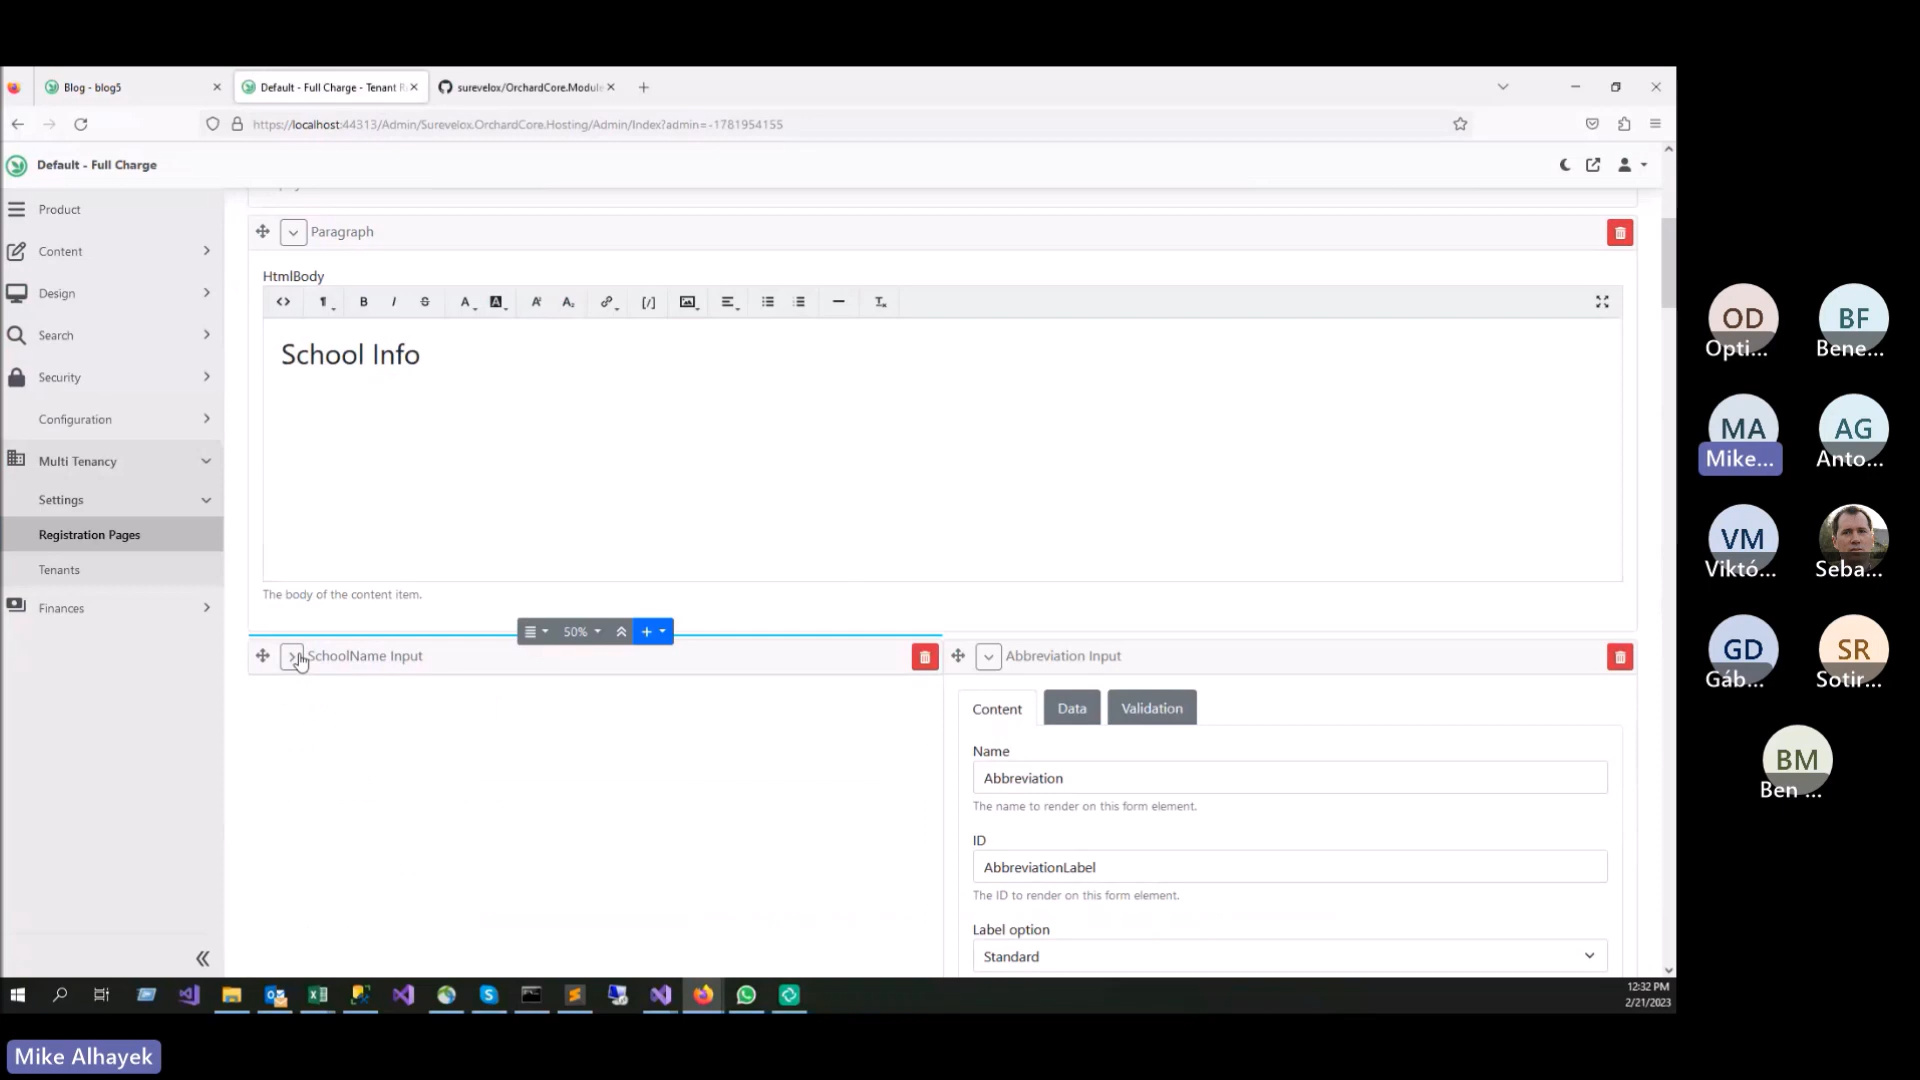 Blog - blog5
Default - Full Charge - Tenant R
surevelox/OrchardCore.Module
https://localhost:44313/Admin/Surevelox.OrchardCore.Hosting/Admin/Index?admin=-1781954155
Default - Full Charge
Product
Content
Design
Search
Security
Configuration
Multi Tenancy
Settings
Registration Pages
Tenants
Finances
Paragraph
HtmlBody
School Info
The body of the content item.
50%
SchoolName Input
Abbreviation Input
Content Data Validation
Name
Abbreviation
The name to render on this form element.
ID
AbbreviationLabel
The ID to render on this form element.
Label option
Standard
12:32 PM
2/21/2023
OD
Opti...
BF
Bene...
MA
Mike...
AG
Anto...
VM
Viktó...
Seba...
GD
Gáb...
SR
Sotir...
BM
Ben ...
Mike Alhayek